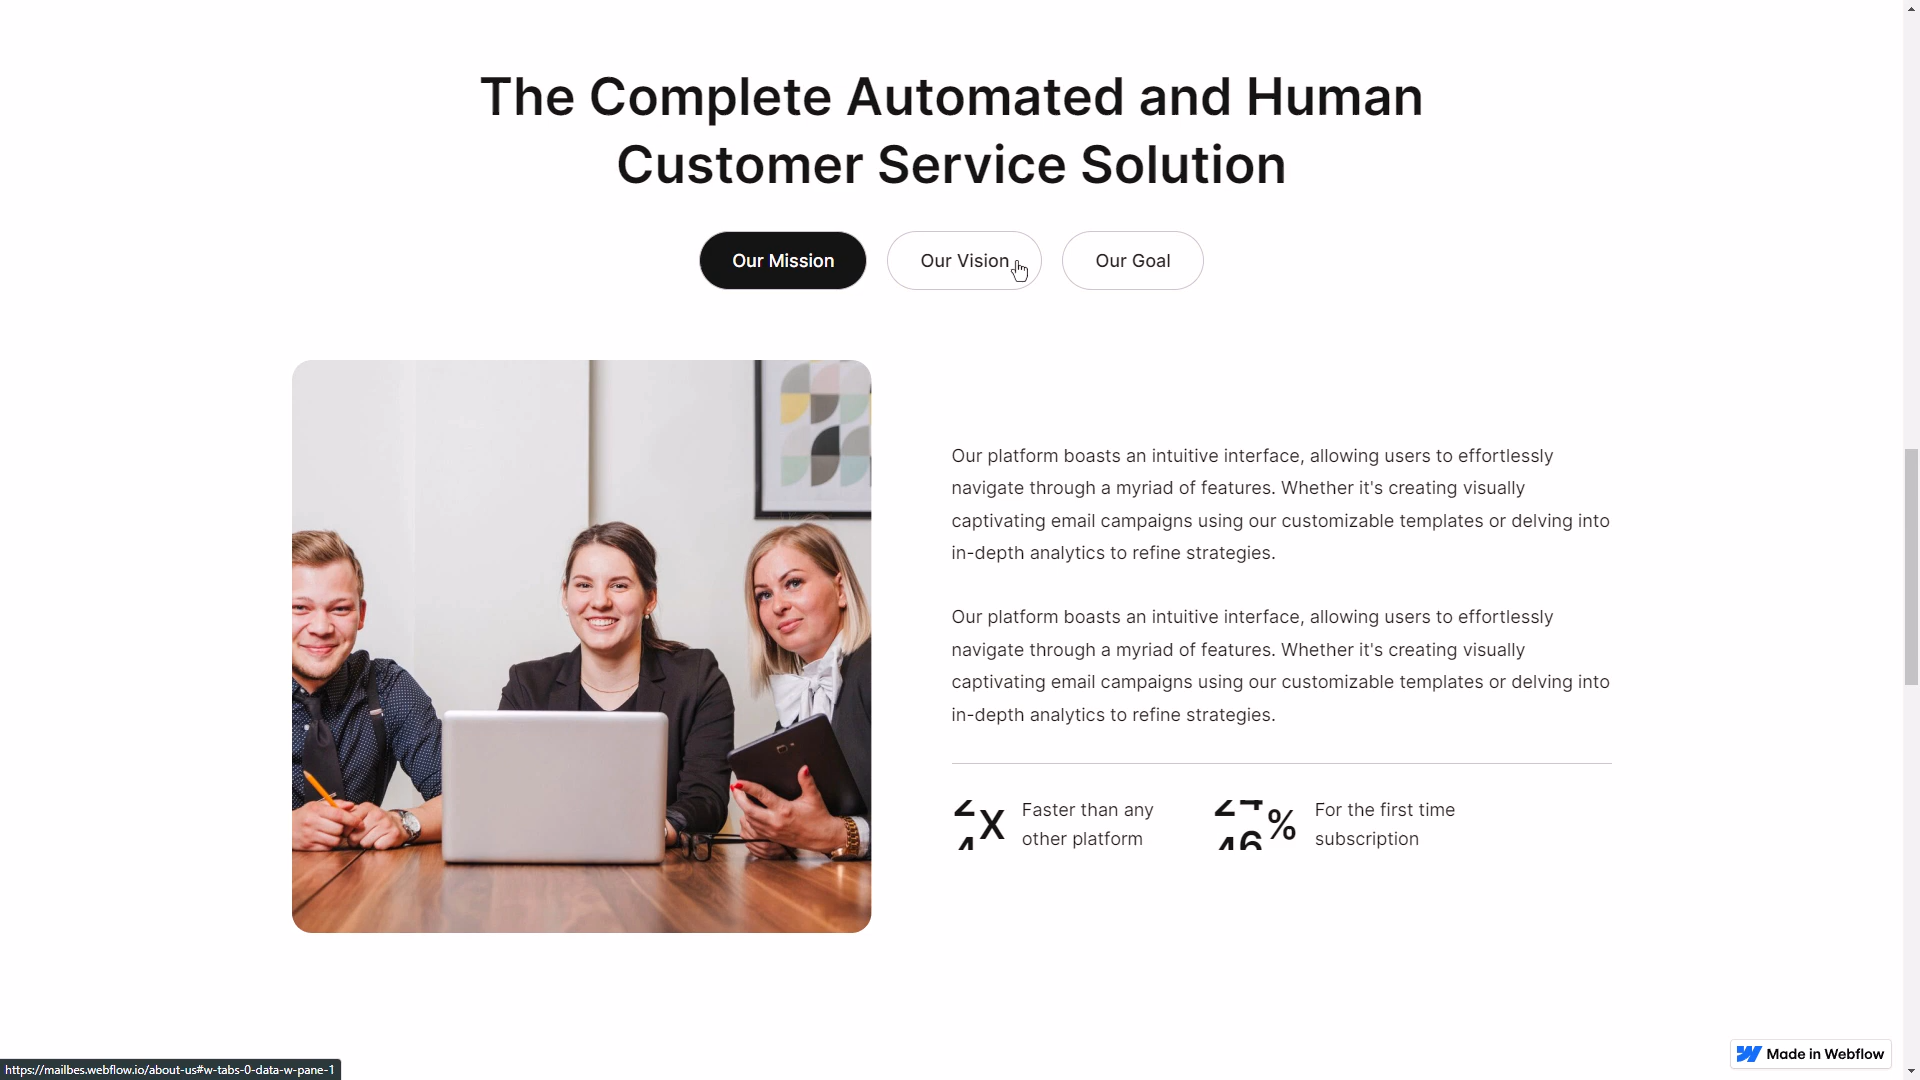 The Complete Automated and Human
Customer Service Solution
Our Mission
Our Vision
Our Goal
Our platform boasts an intuitive interface, allowing users to effortlessly
navigate through a myriad of features. Whether it's creating visually
captivating email campaigns using our customizable templates or delving into
in-depth analytics to refine strategies.
Our platform boasts an intuitive interface, allowing users to effortlessly
navigate through a myriad of features. Whether it's creating visually
captivating email campaigns using our customizable templates or delving into
in-depth analytics to refine strategies.
X
Faster than any
other platform
%
For the first time
subscription
Made in Webflow
https://mailbes.webflow.io/about-us#w-tabs-0-data-w-pane-1